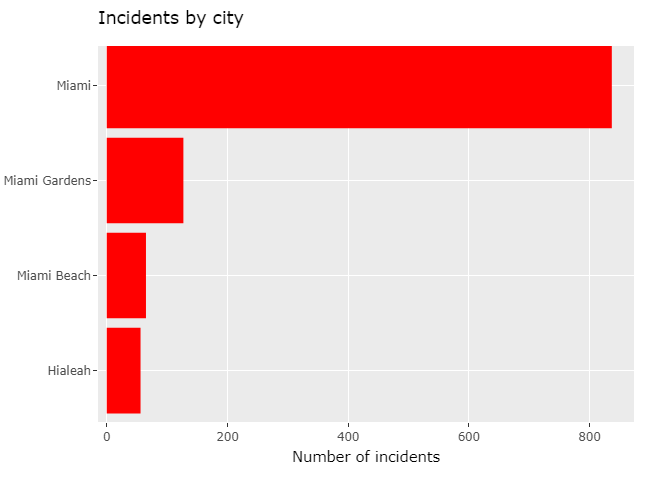 Incidents by city
Miami
Miami Gardens
Miami Beach
Hialeah
0 200 400 600 800
Number of incidents